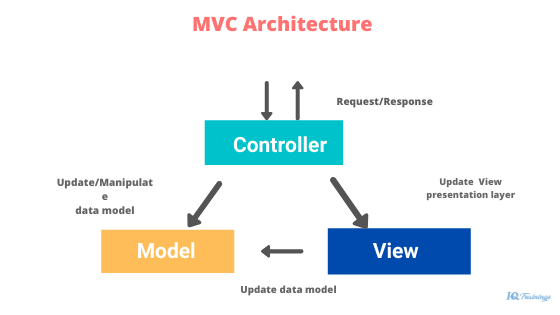 MVC Architecture
Request/Response
Controller
Update/Manipulat
e
data model
Update View
presentation layer
Model
View
Update data model
IQ Trainings